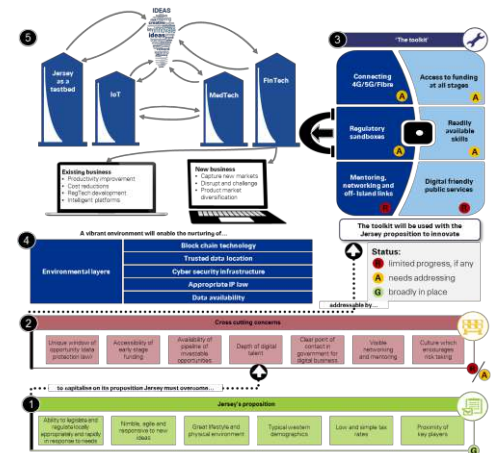 5
IDEAS
ideas
Jersey
as a
testbed
IoT
MedTech
FinTech
Existing business
• Productivity improvement
• Cost reductions
• RegTech development
• Intelligent platforms
New business
• Capture new markets
• Disrupt and challenge
• Product market
diversification
3
'The toolkit'
Connecting
4G/5G/Fibre
A
Access to funding
at all stages
A
Regulatory
sandboxes
A
Readily
available
skills
A
Mentoring,
networking and
off- Island links
R
Digital friendly
public services
R
The toolkit will be used with the
Jersey proposition to innovate
Status:
R limited progress, if any
A needs addressing
G broadly in place
4
A vibrant environment will enable the nurturing of…
Environmental layers
Block chain technology
Trusted data location
Cyber security infrastructure
Appropriate IP law
Data availability
addressable by…
2
Cross cutting concerns
Unique window of
opportunity (data
protection law)
Accessibility of
early stage
funding
Availability of
pipeline of
investable
opportunities
Depth of digital
talent
Clear point of
contact in
government for
digital business
Visible
networking
and mentoring
Culture which
encourages
risk taking
R/A
to capitalise on its proposition Jersey must overcome…
1
Jersey's proposition
Ability to legislate and
regulate locally
appropriately and rapidly
in response to needs
Nimble, agile and
responsive to new
ideas
Great lifestyle and
physical environment
Typical western
demographics
Low and simple tax
rates
Proximity of
key players
G